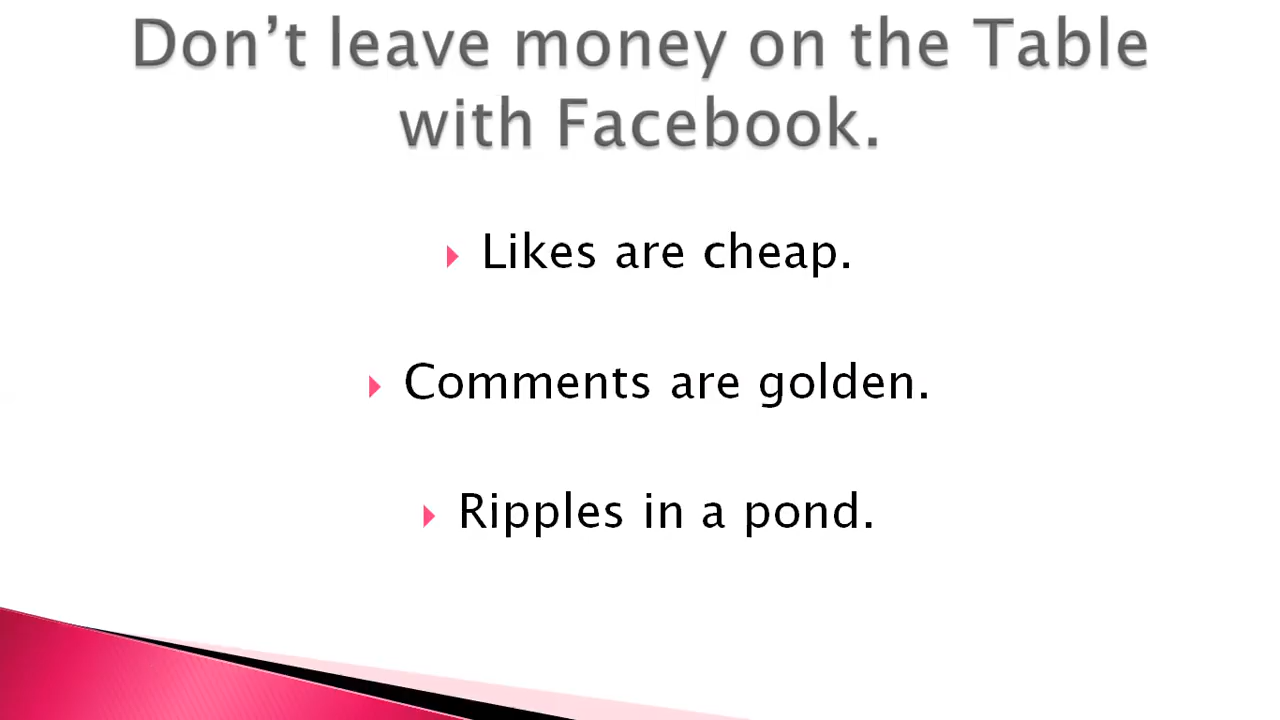 Don’t leave money on the Table
with Facebook.
Likes are cheap.
Comments are golden.
Ripples in a pond.